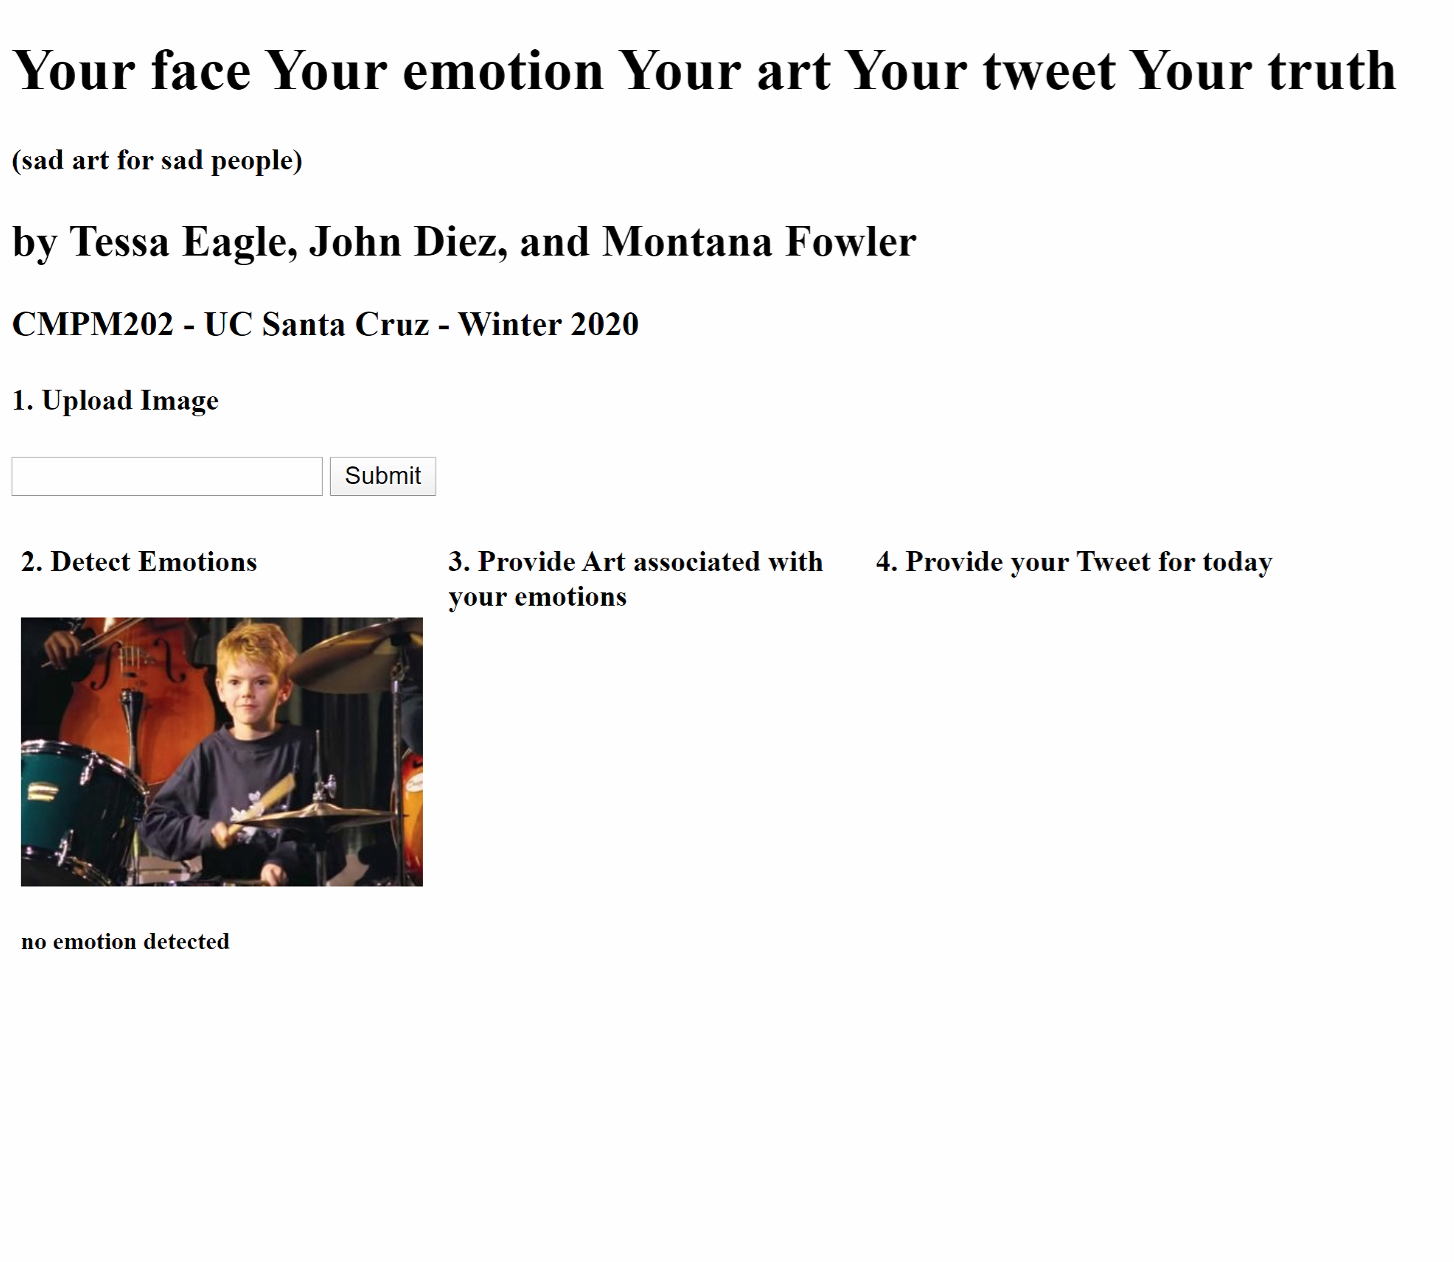 Your face Your emotion Your art Your tweet Your truth
(sad art for sad people)
by Tessa Eagle, John Diez, and Montana Fowler
CMPM202 - UC Santa Cruz - Winter 2020
1. Upload Image
Submit
2. Detect Emotions
3. Provide Art associated with
your emotions
4. Provide your Tweet for today
no emotion detected